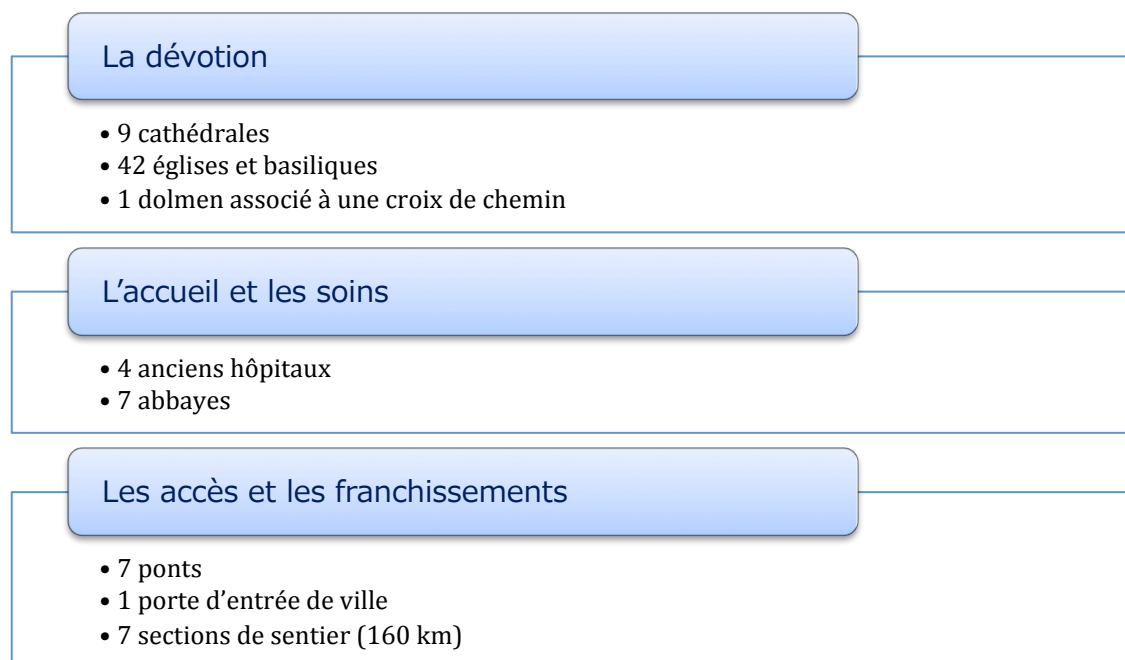 La dévotion
• 9 cathédrales
• 42 églises et basiliques
• 1 dolmen associé à une croix de chemin
L’accueil et les soins
• 4 anciens hôpitaux
• 7 abbayes
Les accès et les franchissements
• 7 ponts
• 1 porte d’entrée de ville
• 7 sections de sentier (160 km)